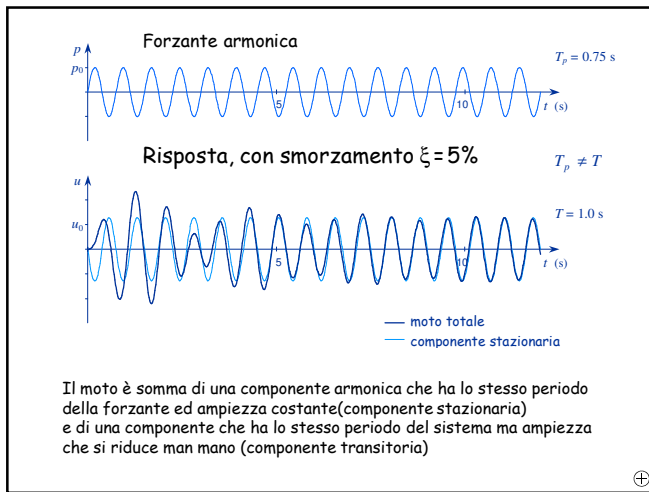 Forzante armonica
p
p₀
Tₚ = 0.75 s
5
10
t (s)
Risposta, con smorzamento ξ=5%
Tₚ ≠ T
u
u₀
T = 1.0 s
5
10
t (s)
moto totale
componente stazionaria
Il moto è somma di una componente armonica che ha lo stesso periodo
della forzante ed ampiezza costante(componente stazionaria)
e di una componente che ha lo stesso periodo del sistema ma ampiezza
che si riduce man mano (componente transitoria)